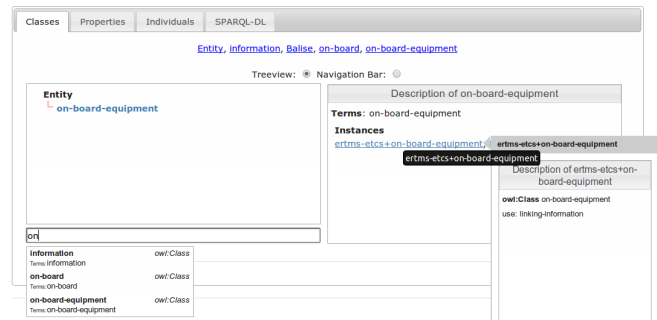 Classes Properties Individuals SPARQL-DL
Entity, information, Balise, on-board, on-board-equipment
Treeview: Navigation Bar:
Entity
on-board-equipment
Description of on-board-equipment
Terms: on-board-equipment
Instances
ertms-etcs+on-board-equipment,
ertms-etcs+on-board-equipment
ertms-etcs+on-board-equipment
Description of ertms-etcs+on-
board-equipment
owl:Class on-board-equipment
use: linking-information
on
information owl:Class
Terms: information
on-board owl:Class
Terms: on-board
on-board-equipment owl:Class
Terms: on-board-equipment